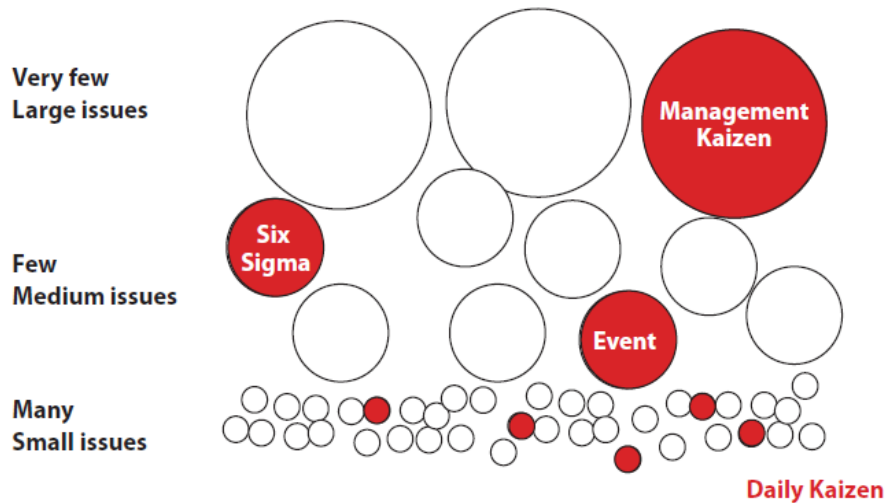 Very few
Large issues
Management
Kaizen
Six
Sigma
Few
Medium issues
Event
Many
Small issues
Daily Kaizen